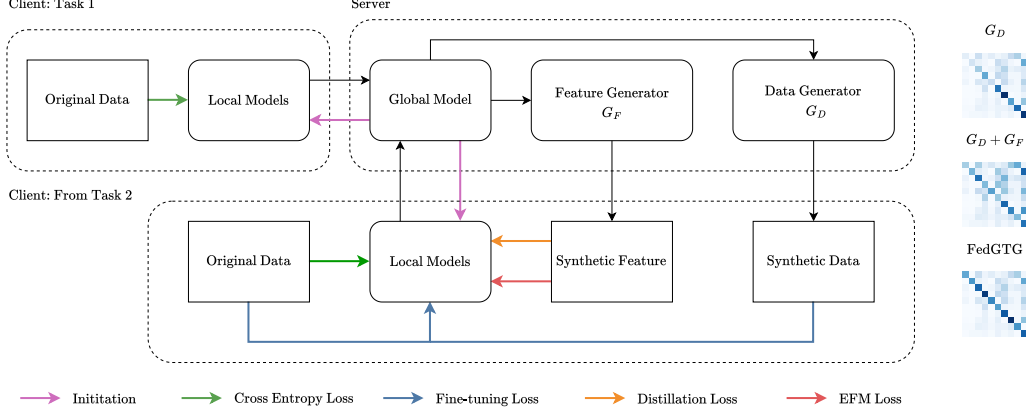 Client: Task 1
Server
Original Data
Local Models
Global Model
Feature Generator
G_F
Data Generator
G_D
G_D
G_D + G_F
FedGTG
Client: From Task 2
Original Data
Local Models
Synthetic Feature
Synthetic Data
Inititation
Cross Entropy Loss
Fine-tuning Loss
Distillation Loss
EFM Loss